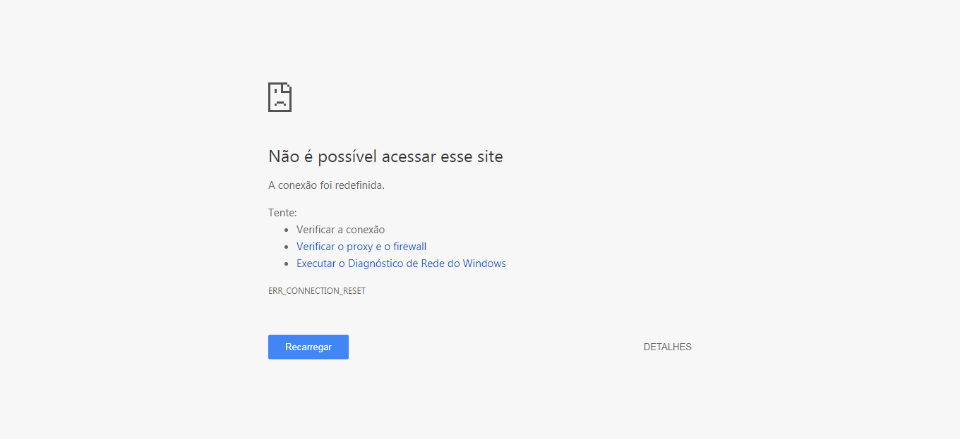 Não é possível acessar esse site
A conexão foi redefinida.
Tente:
• Verificar a conexão
• Verificar o proxy e o firewall
• Executar o Diagnóstico de Rede do Windows
ERR_CONNECTION_RESET
Recarregar
DETALHES